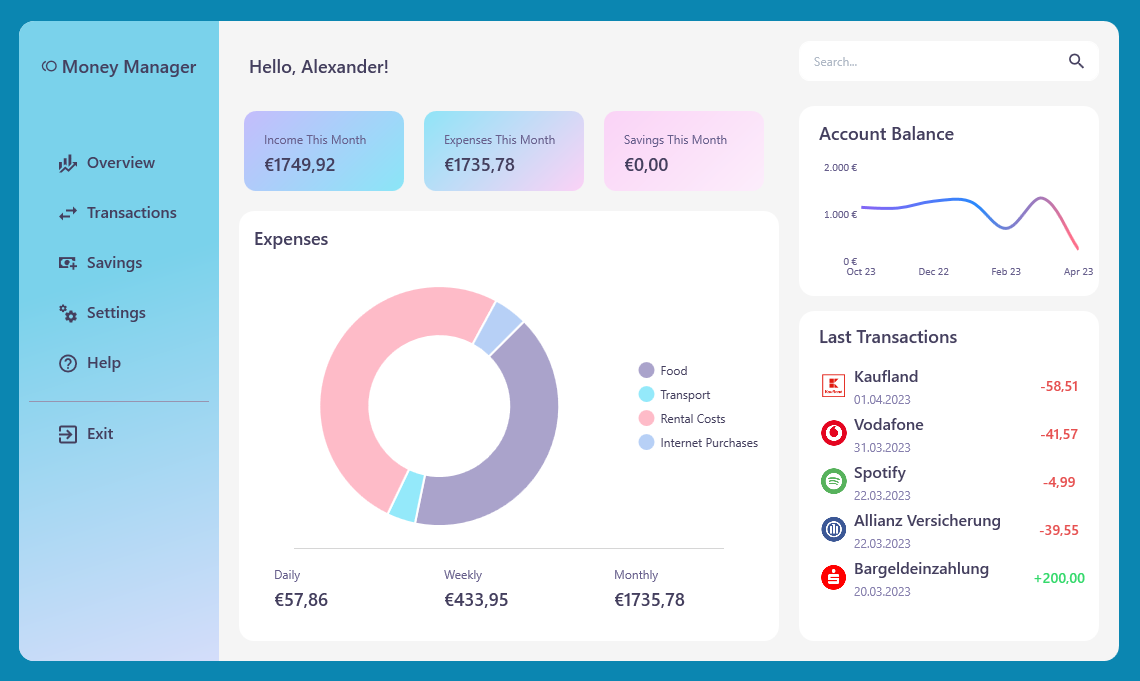 Money Manager
Overview
Transactions
Savings
Settings
Help
Exit
Hello, Alexander!
Search...
Income This Month
€1749,92
Expenses This Month
€1735,78
Savings This Month
€0,00
Expenses
Food
Transport
Rental Costs
Internet Purchases
Daily
€57,86
Weekly
€433,95
Monthly
€1735,78
Account Balance
2.000 €
1.000 €
0 €
Oct 23 Dec 22 Feb 23 Apr 23
Last Transactions
Kaufland
Kaufland
01.04.2023
-58,51
Vodafone
31.03.2023
-41,57
Spotify
22.03.2023
-4,99
Allianz Versicherung
22.03.2023
-39,55
Bargeldeinzahlung
20.03.2023
+200,00